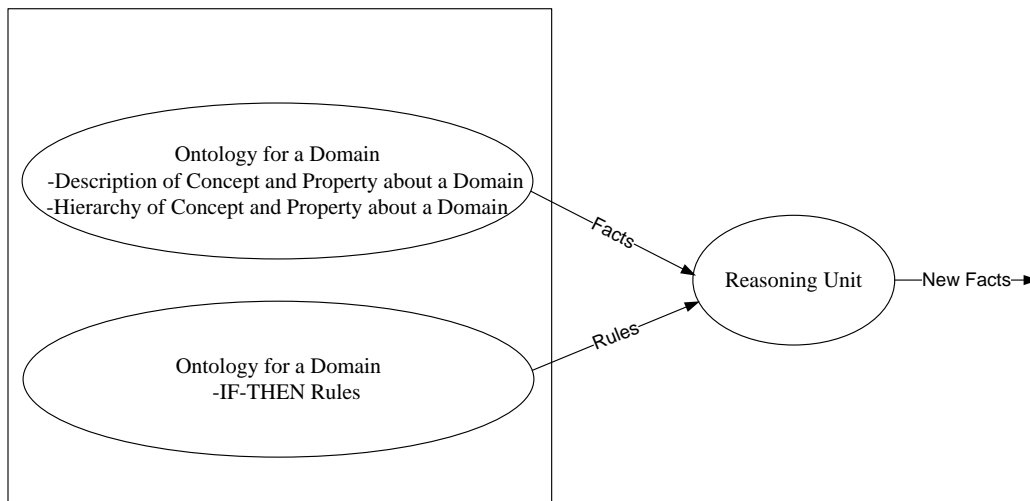 Ontology for a Domain
-Description of Concept and Property about a Domain
-Hierarchy of Concept and Property about a Domain
Facts
Reasoning Unit
New Facts
Rules
Ontology for a Domain
-IF-THEN Rules